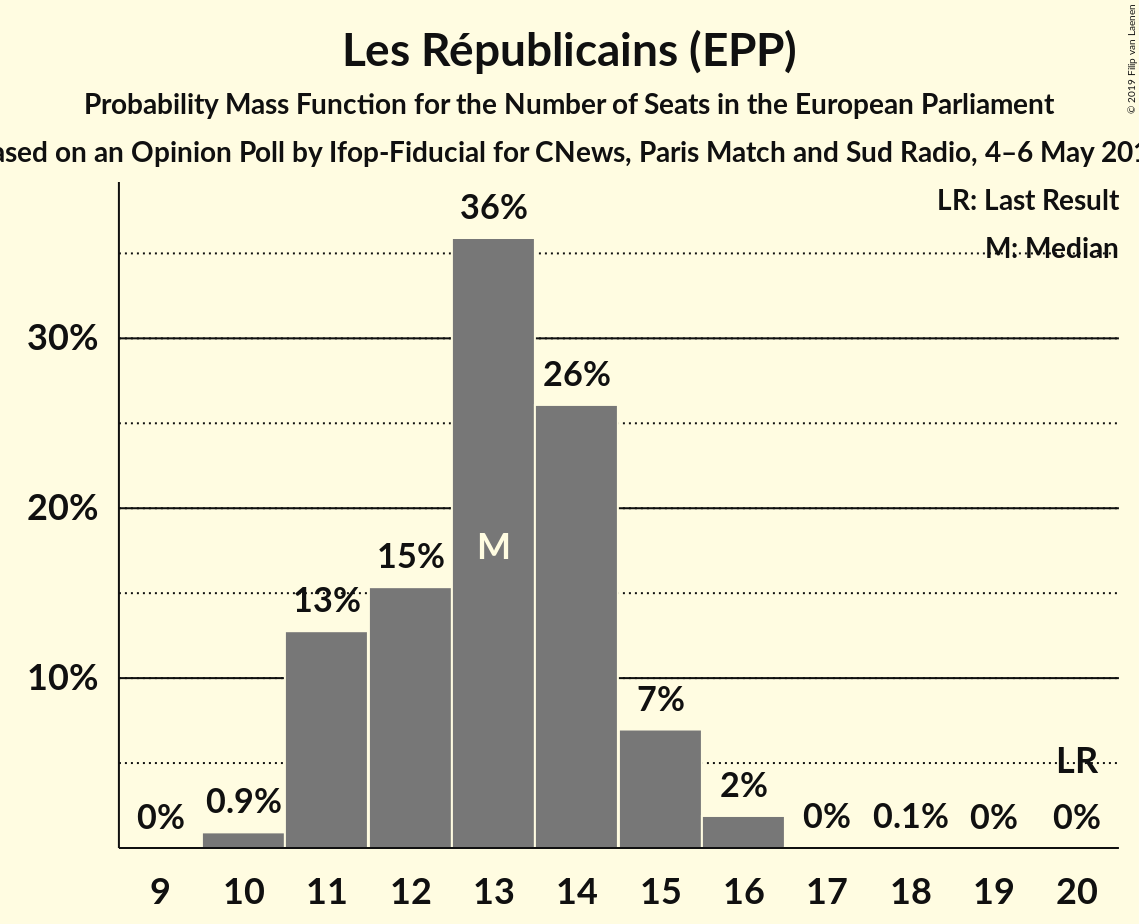 Les Républicains (EPP)
Probability Mass Function for the Number of Seats in the European Parliament
ased on an Opinion Poll by Ifop-Fiducial for CNews, Paris Match and Sud Radio, 4–6 May 201
© 2019 Filip van Laenen
LR: Last Result
M: Median
36%
30%
26%
20%
M
15%
13%
10%
7%
LR
0% 0.9% 2% 0% 0.1% 0% 0%
9 10 11 12 13 14 15 16 17 18 19 20